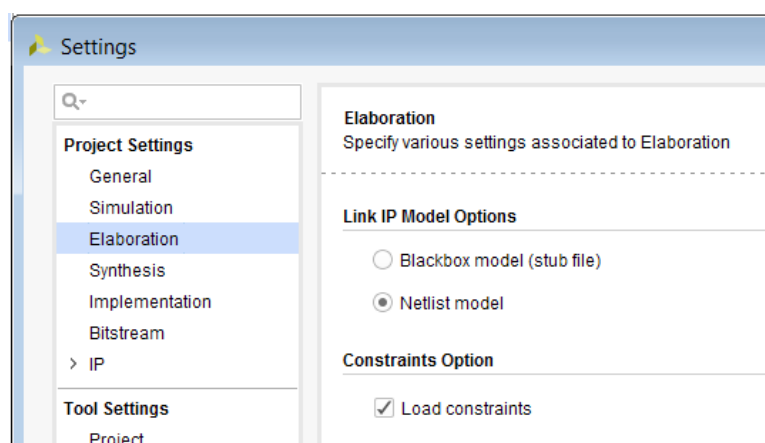 Settings
Project Settings
General
Simulation
Elaboration
Synthesis
Implementation
Bitstream
IP
Tool Settings
Project
Elaboration
Specify various settings associated to Elaboration
Link IP Model Options
Blackbox model (stub file)
Netlist model
Constraints Option
Load constraints